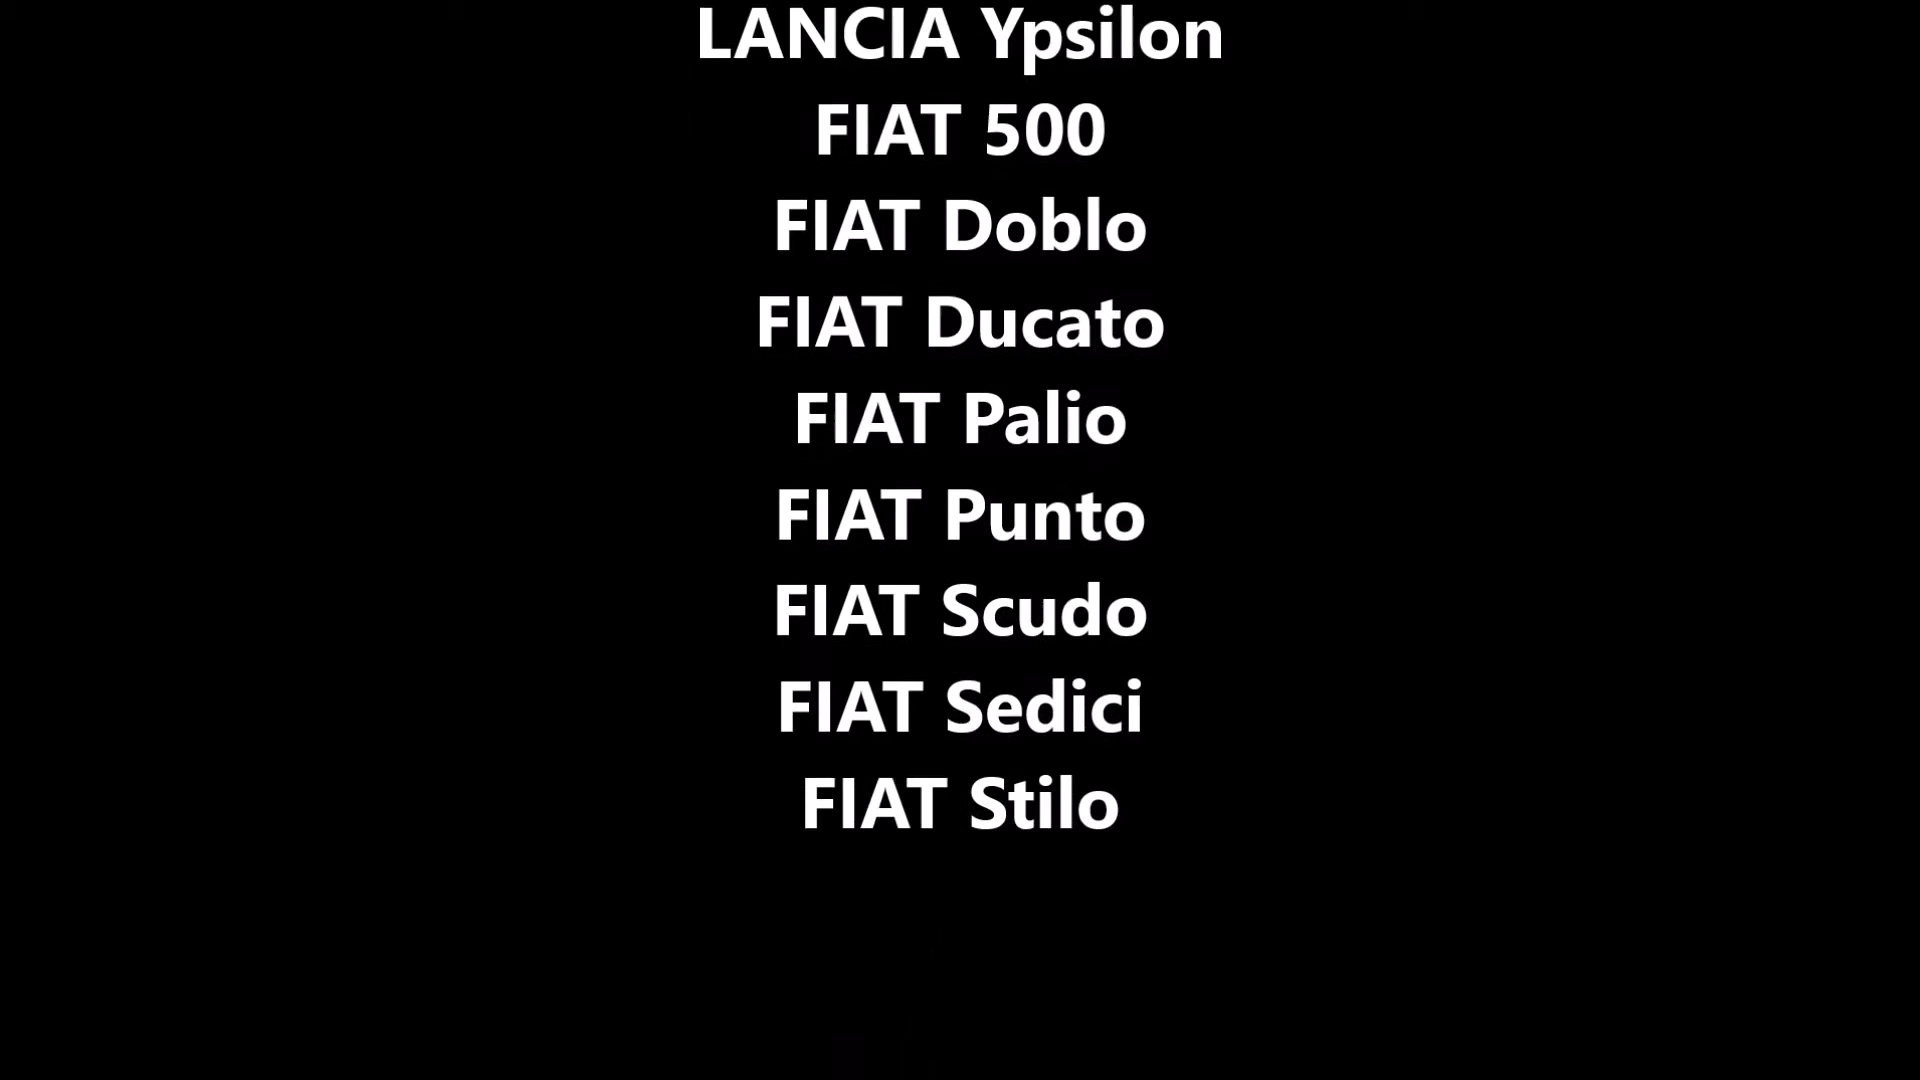 LANCIA Ypsilon
FIAT 500
FIAT Doblo
FIAT Ducato
FIAT Palio
FIAT Punto
FIAT Scudo
FIAT Sedici
FIAT Stilo